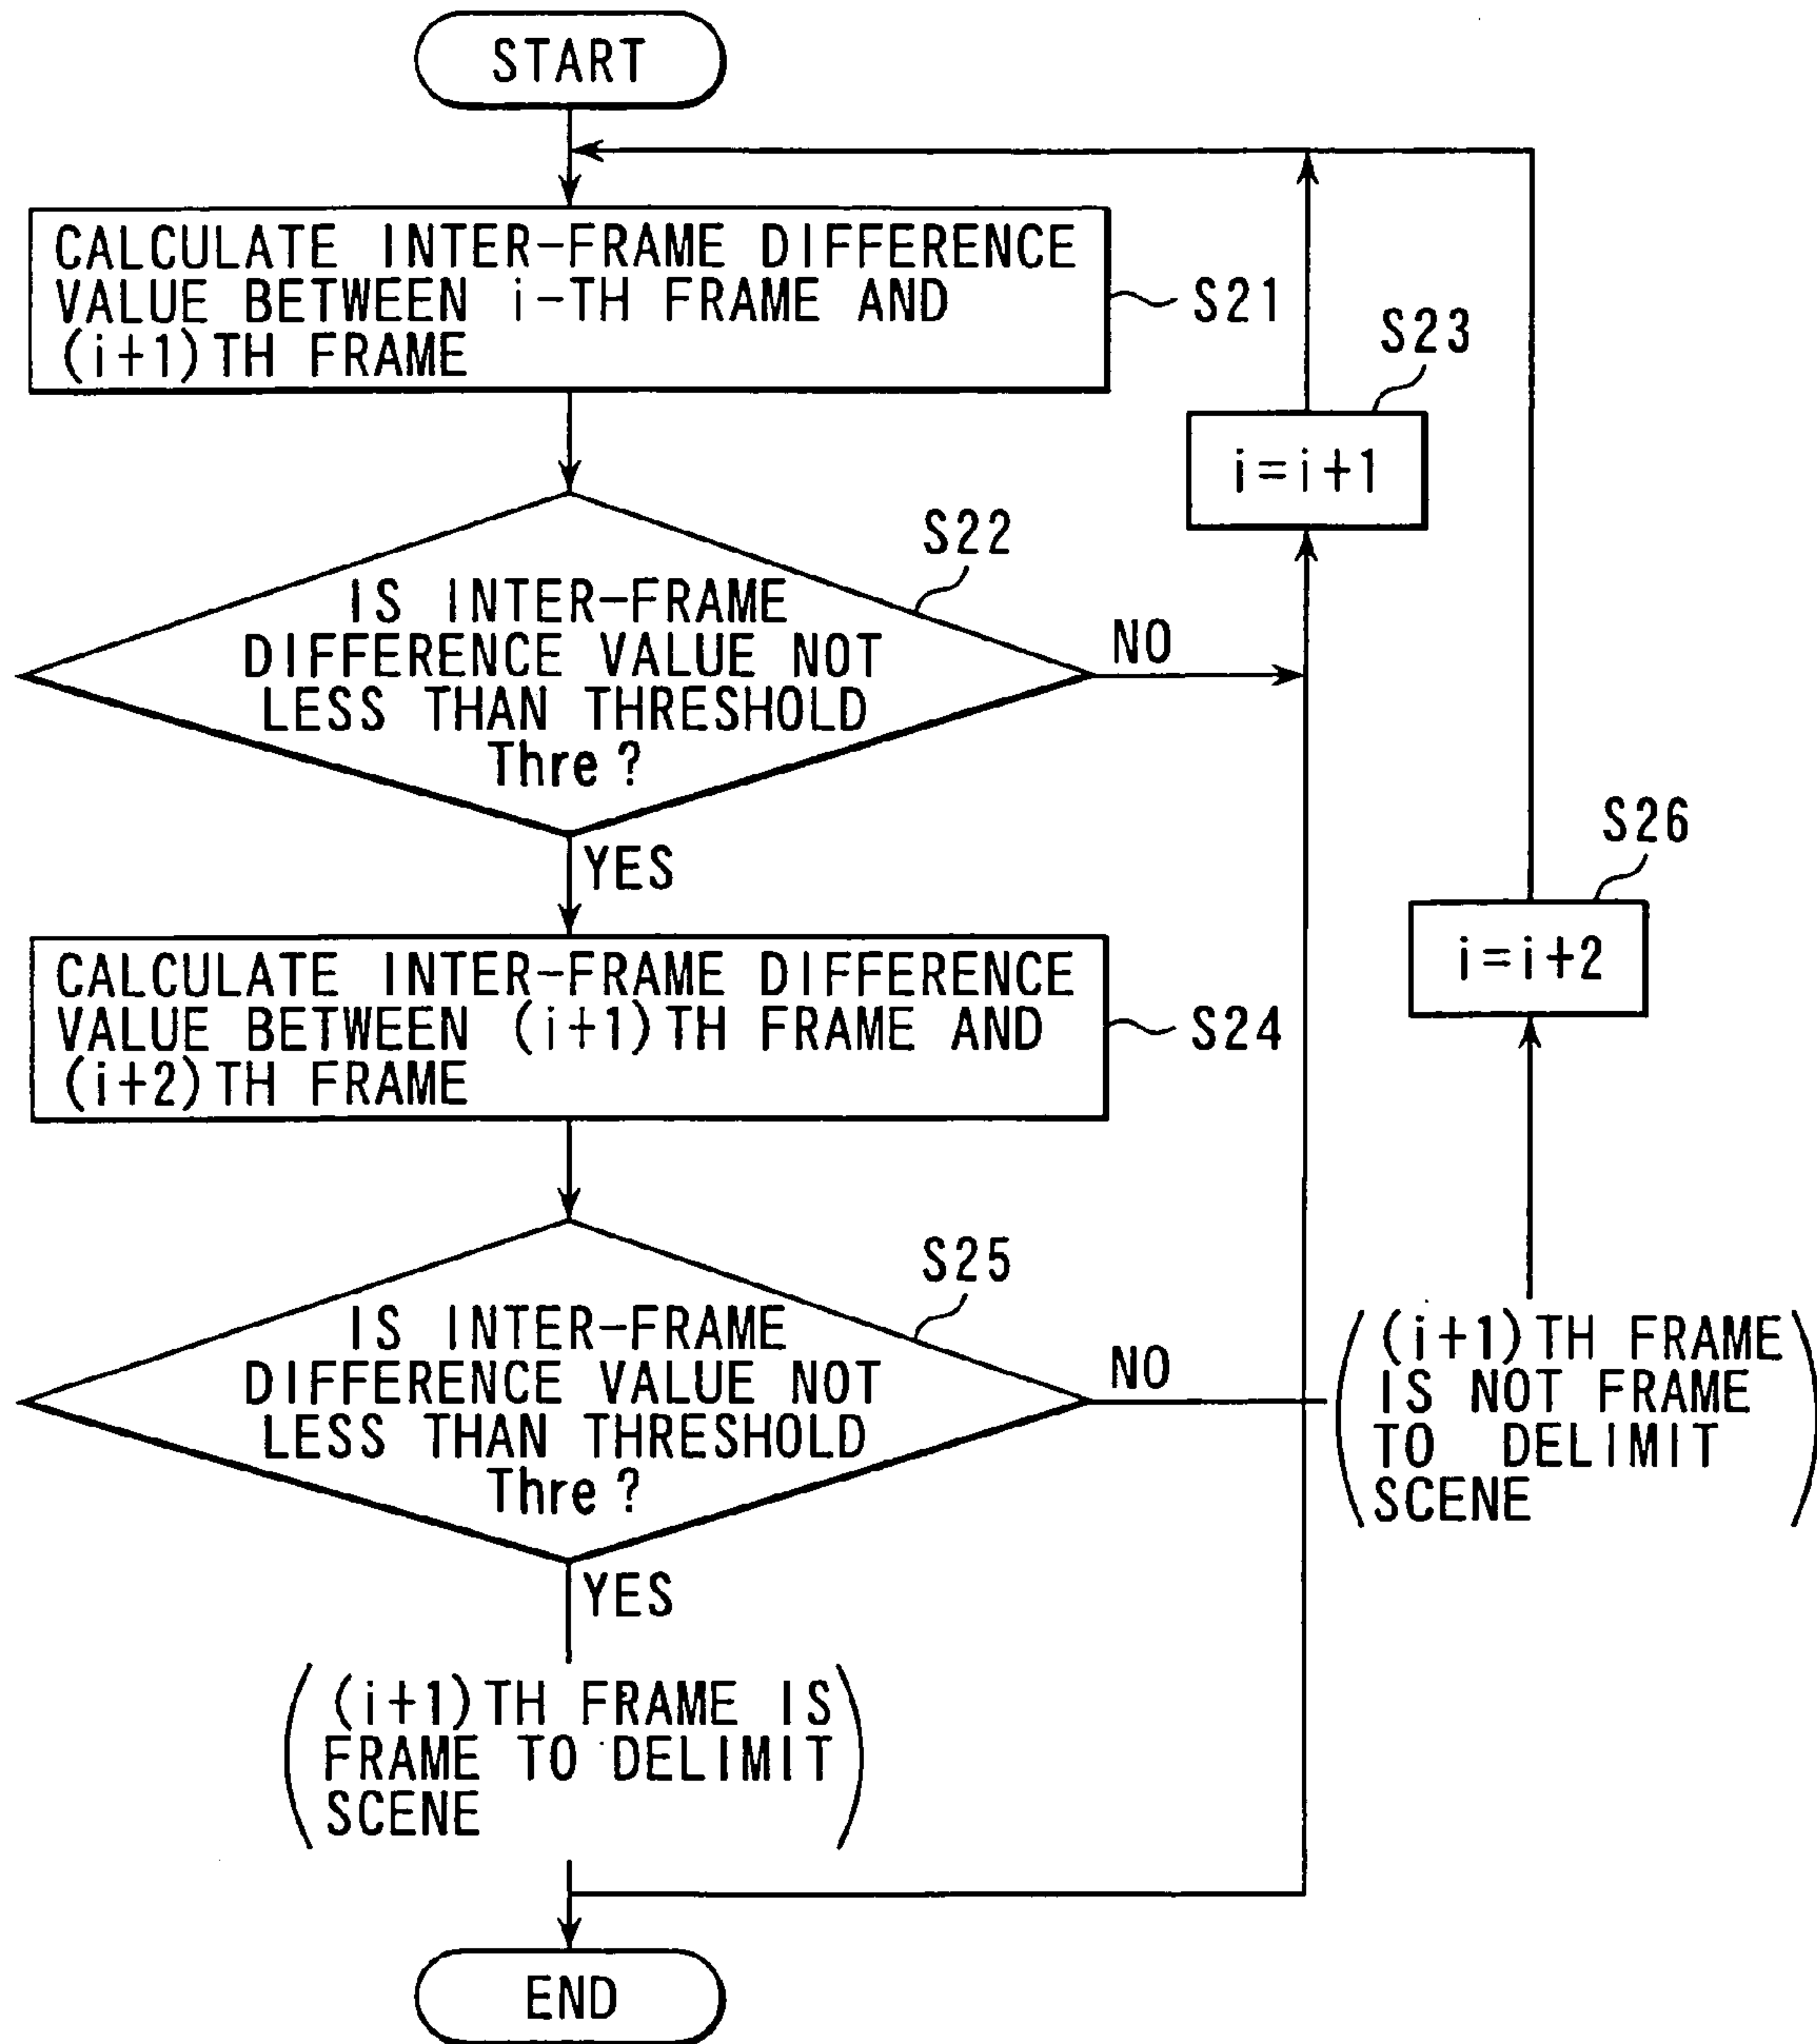 START
CALCULATE INTER-FRAME DIFFERENCE
VALUE BETWEEN i-TH FRAME AND
(i+1)TH FRAME
S21
S23
i=i+1
S22
IS INTER-FRAME
DIFFERENCE VALUE NOT
LESS THAN THRESHOLD
Thre?
NO
YES
S26
i=i+2
CALCULATE INTER-FRAME DIFFERENCE
VALUE BETWEEN (i+1)TH FRAME AND
(i+2)TH FRAME
S24
S25
IS INTER-FRAME
DIFFERENCE VALUE NOT
LESS THAN THRESHOLD
Thre?
NO
(i+1)TH FRAME
IS NOT FRAME
TO DELIMIT
SCENE
YES
(i+1)TH FRAME IS
FRAME TO DELIMIT
SCENE
END